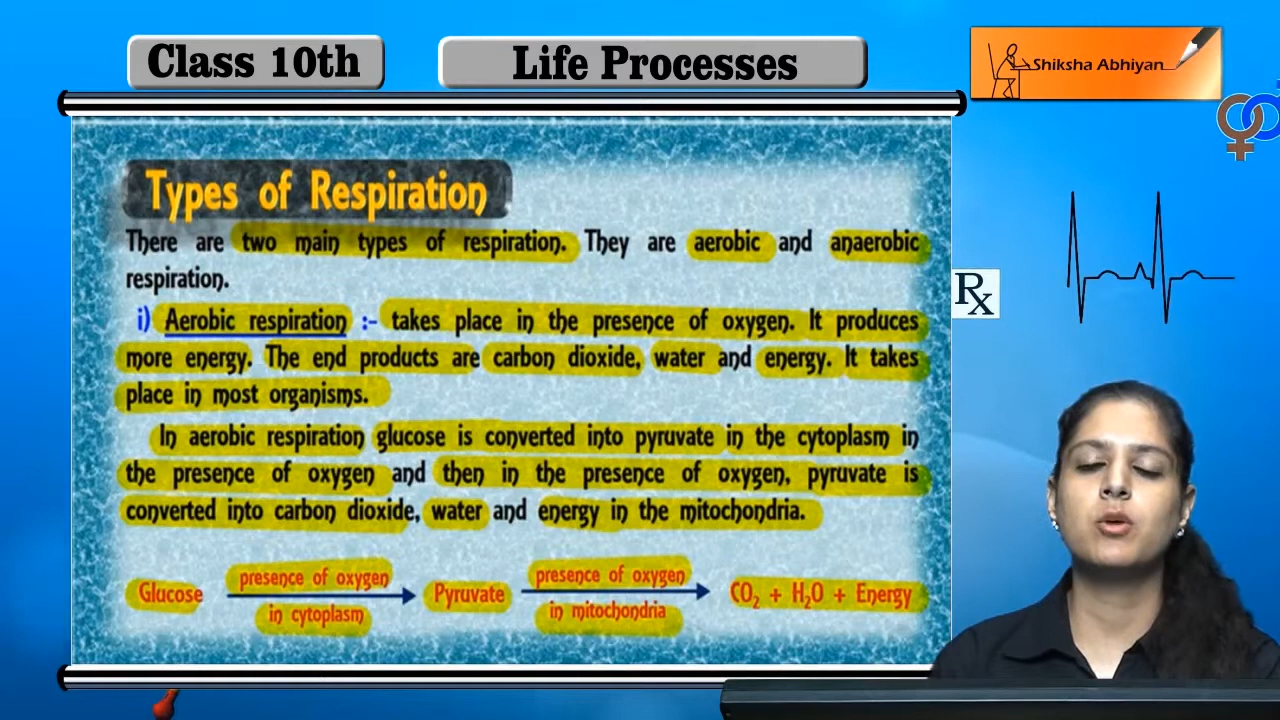 Class 10th
Life Processes
Shiksha Abhiyan
Types of Respiration
There are two main types of respiration. They are aerobic and anaerobic
respiration.
i) Aerobic respiration :- takes place in the presence of oxygen. It produces
more energy. The end products are carbon dioxide, water and energy. It takes
place in most organisms.
In aerobic respiration glucose is converted into pyruvate in the cytoplasm in
the presence of oxygen and then in the presence of oxygen, pyruvate is
converted into carbon dioxide, water and energy in the mitochondria.
presence of oxygen
presence of oxygen
Glucose
Pyruvate
CO₂ + H₂O + Energy
in cytoplasm
in mitochondria
Rx